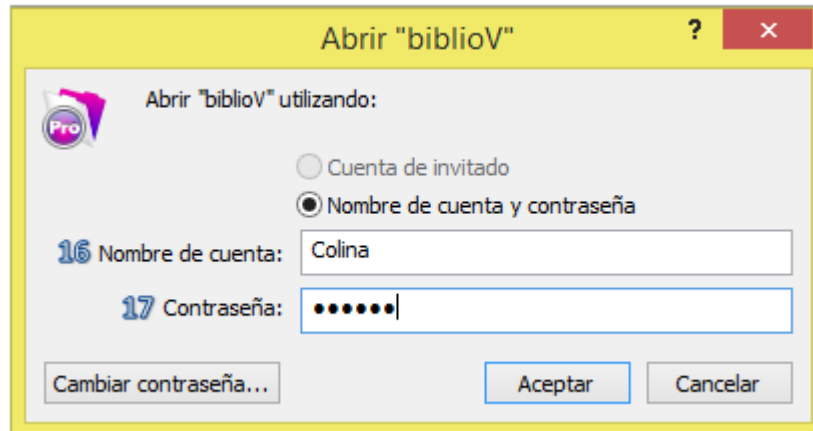 Abrir "biblioV"
? ×
Pro
Abrir "biblioV" utilizando:
Cuenta de invitado
Nombre de cuenta y contraseña
16 Nombre de cuenta: Colina
17 Contraseña: ●●●●●●
Cambiar contraseña... Aceptar Cancelar